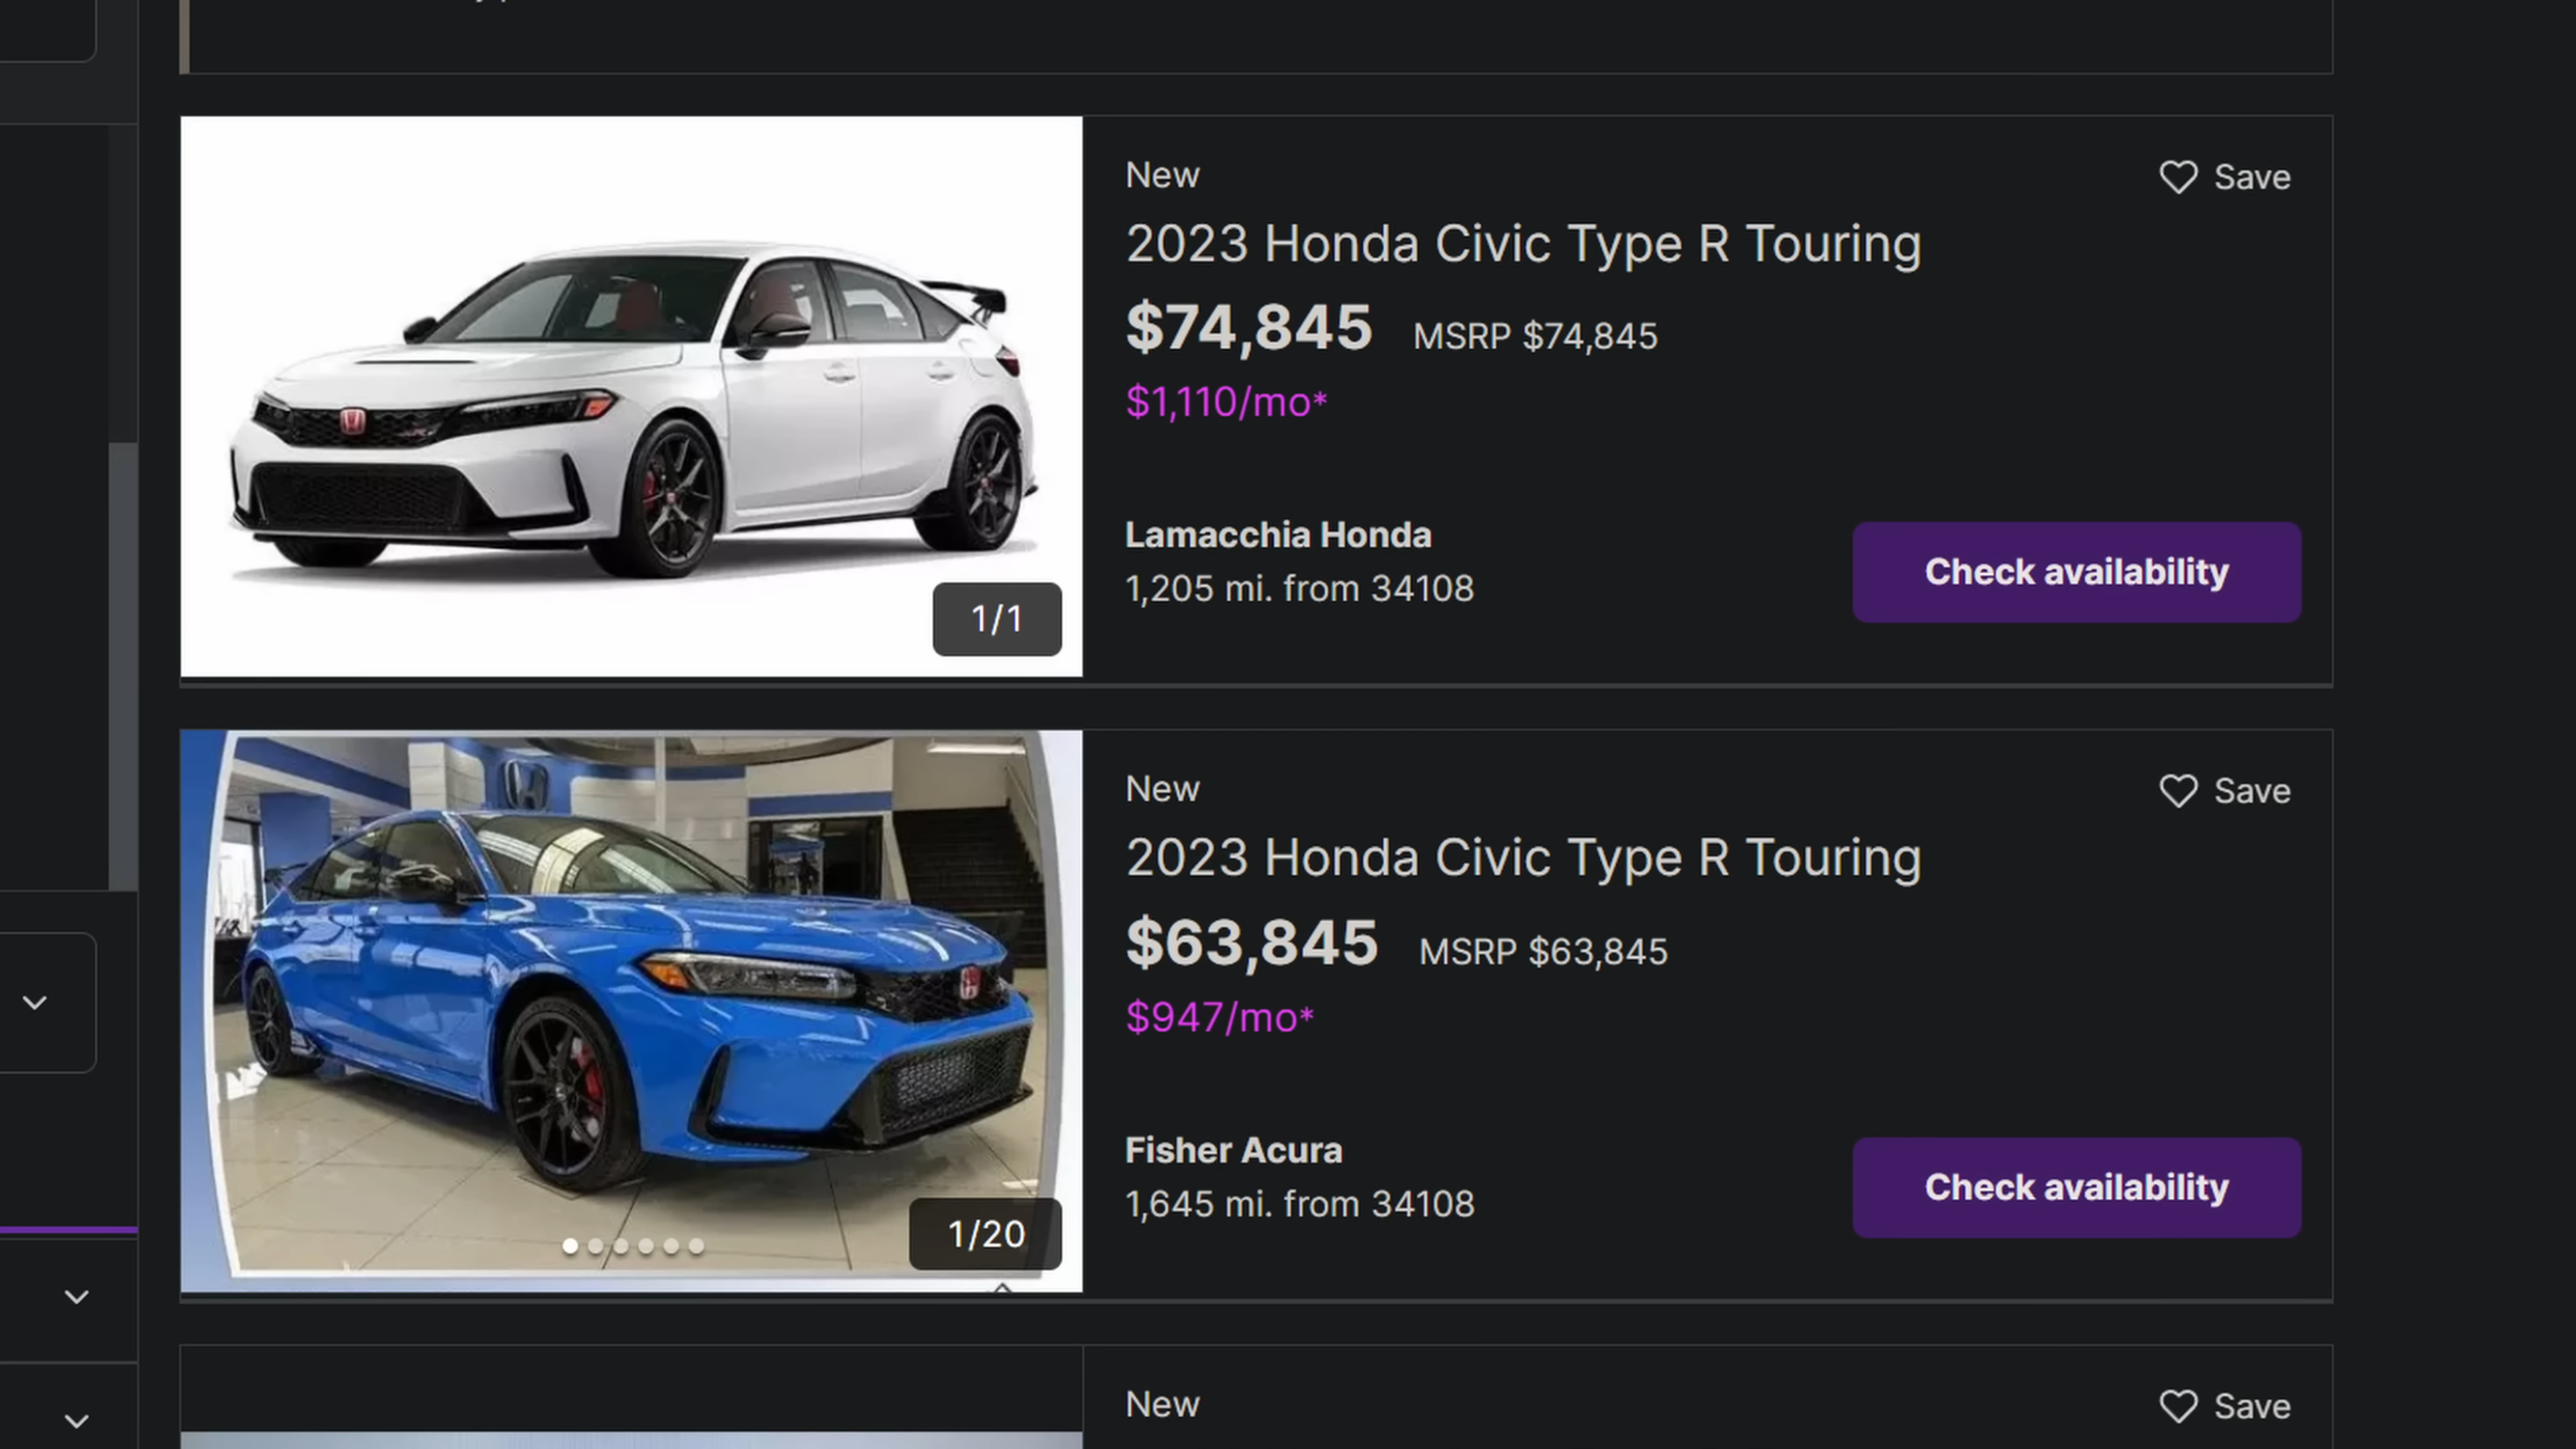 New
Save
2023 Honda Civic Type R Touring
$74,845 MSRP $74,845
$1,110/mo*
Lamacchia Honda
1,205 mi. from 34108
Check availability
1/1
New
Save
2023 Honda Civic Type R Touring
$63,845 MSRP $63,845
$947/mo*
Fisher Acura
1,645 mi. from 34108
Check availability
1/20
New
Save